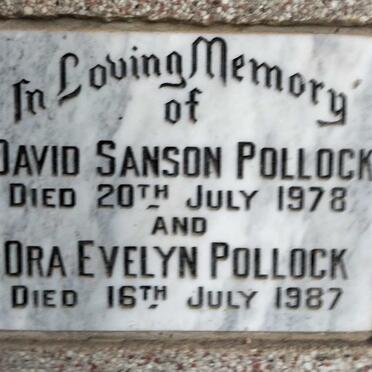 In Loving Memory
of
DAVID SANSON POLLOCK
DIED 20TH JULY 1978
AND
ORA EVELYN POLLOCK
DIED 16TH JULY 1987